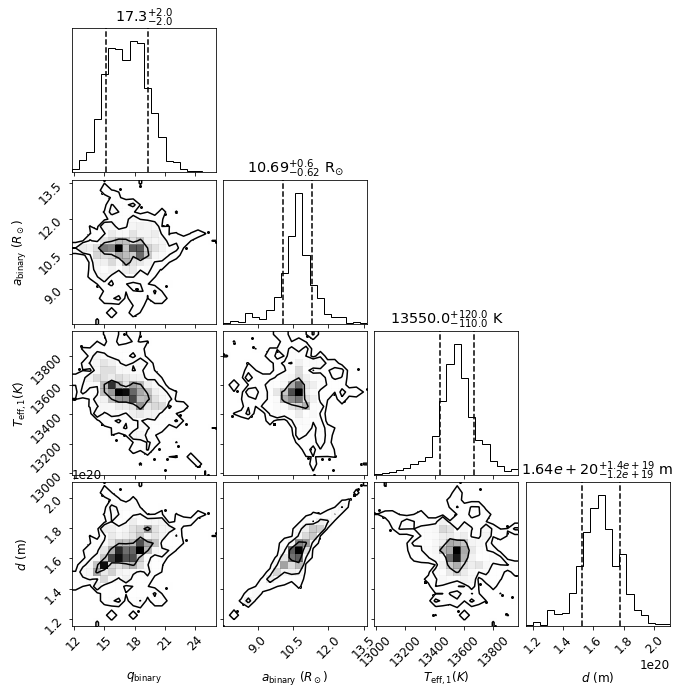 17.3+2.0−2.0
13.5
12.0
10.5
9.0
a_binary (R_⊙)
10.69+0.6−0.62 R⊙
13800
13600
13400
13200
13000
T_eff,1(K)
13550.0+120.0−110.0 K
1e20
2.0
1.8
1.6
1.4
1.2
d (m)
1.64e+20+1.4e+19−1.2e+19 m
12 15 18 21 24
9.0 10.5 12.0 13.5
13000 13200 13400 13600 13800
1.2 1.4 1.6 1.8 2.0
1e20
q_binary
a_binary (R_⊙)
T_eff,1(K)
d (m)